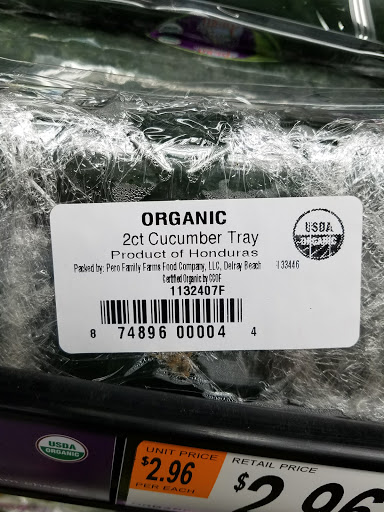 ORGANIC
2ct Cucumber Tray
Product of Honduras
Packed by: Pero Family Farms Food Company, LLC, Delray Beach 33446
Certified Organic by CCOF
1132407F
8 74896 00004 4
USDA
ORGANIC
USDA
ORGANIC
UNIT PRICE
$2.96
PER EACH
RETAIL PRICE
$2.96